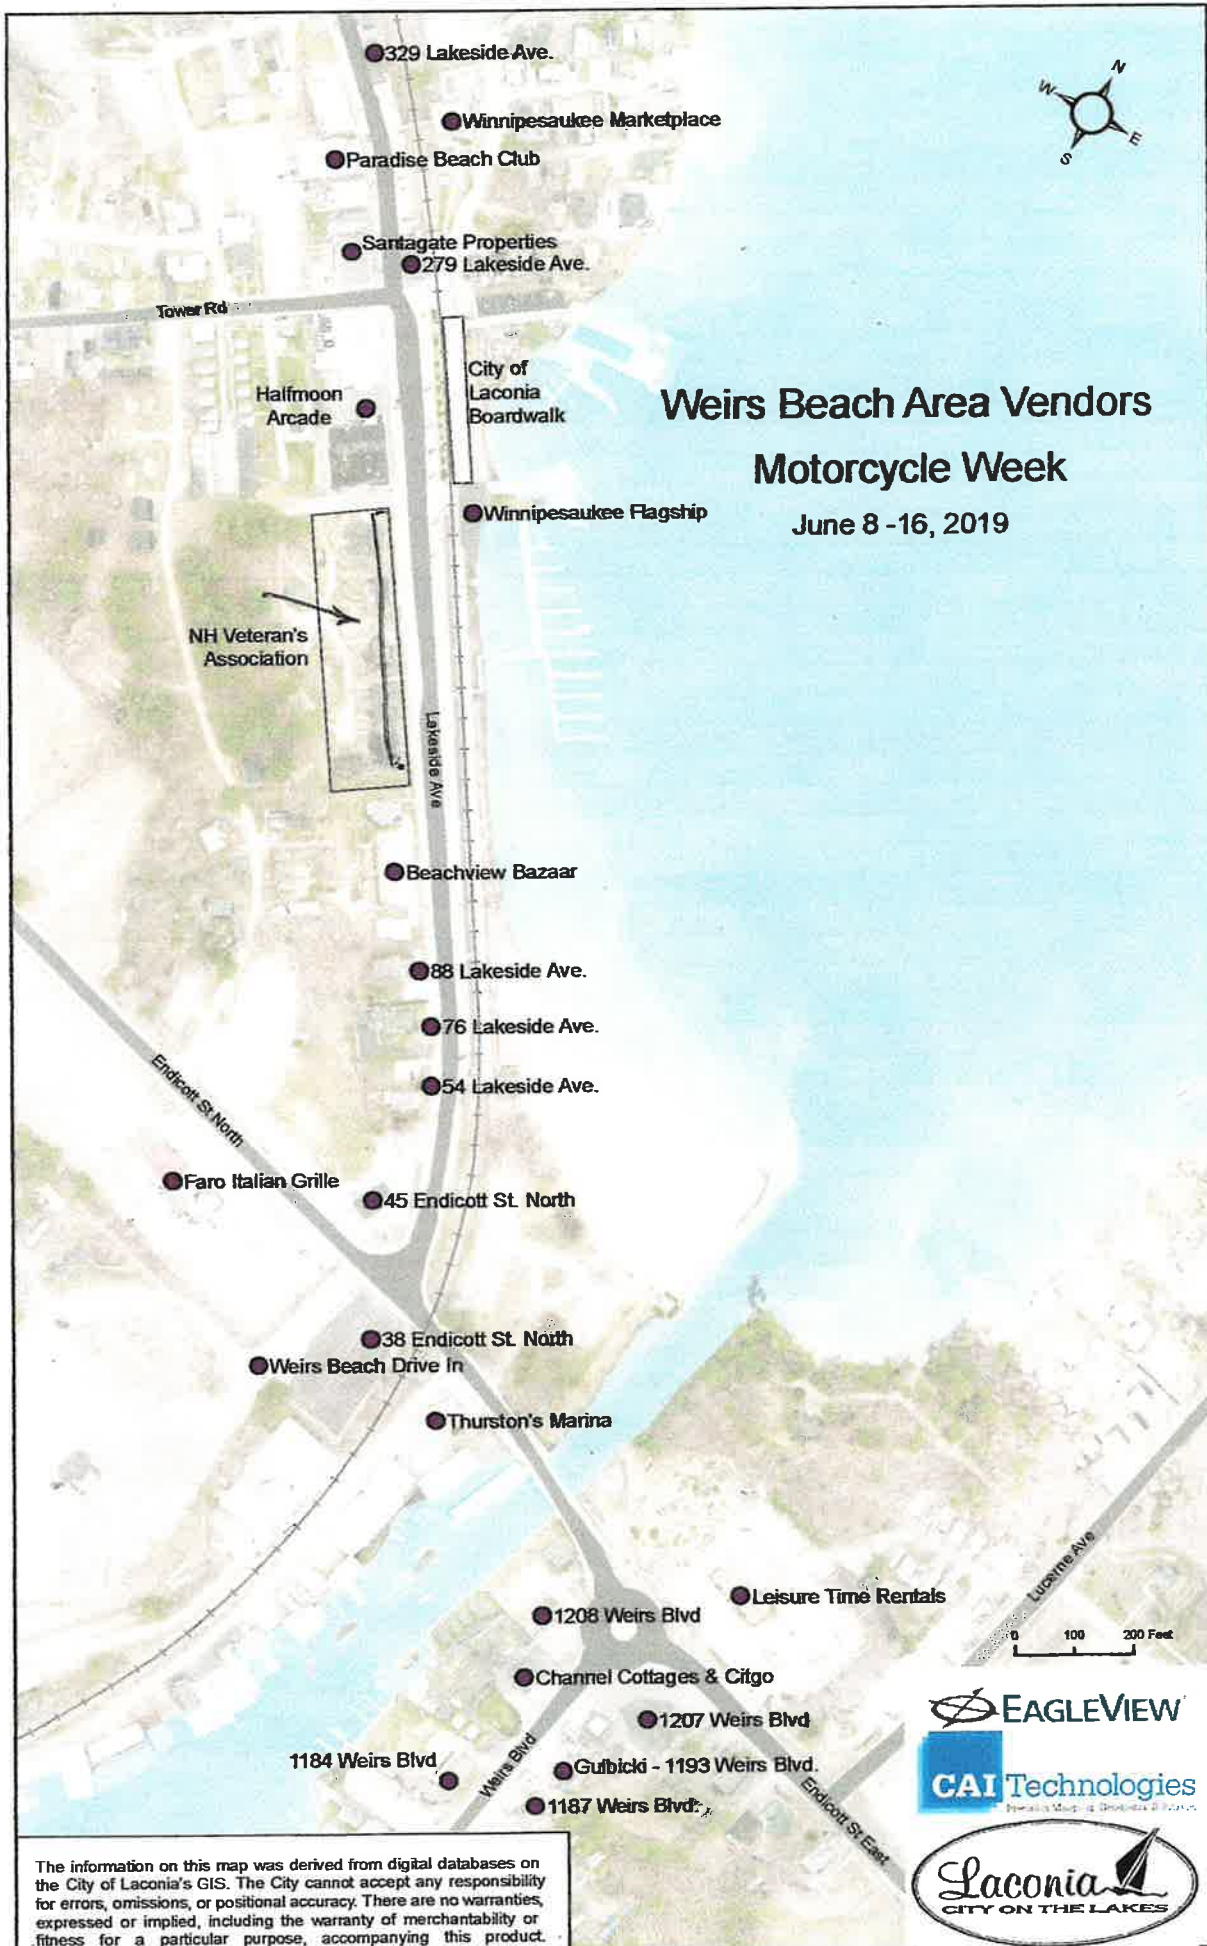 329 Lakeside Ave.
N
W
E
S
Winnipesaukee Marketplace
Paradise Beach Club
Santagate Properties
279 Lakeside Ave.
Tower Rd
City of
Laconia
Boardwalk
Halfmoon
Arcade
Weirs Beach Area Vendors
Motorcycle Week
June 8 -16, 2019
Winnipesaukee Flagship
NH Veteran's
Association
Lakeside Ave
Beachview Bazaar
88 Lakeside Ave.
76 Lakeside Ave.
54 Lakeside Ave.
Endicott St North
Faro Italian Grille
45 Endicott St. North
38 Endicott St. North
Weirs Beach Drive In
Thurston's Marina
Lucerne Ave
Leisure Time Rentals
1208 Weirs Blvd
0 100 200 Feet
Channel Cottages & Citgo
1207 Weirs Blvd
1184 Weirs Blvd
Weirs Blvd
Gulbicki - 1193 Weirs Blvd.
1187 Weirs Blvd.
Endicott St East
EAGLEVIEW
CAI Technologies
Laconia
CITY ON THE LAKES
The information on this map was derived from digital databases on
the City of Laconia's GIS. The City cannot accept any responsibility
for errors, omissions, or positional accuracy. There are no warranties,
expressed or implied, including the warranty of merchantability or
fitness for a particular purpose, accompanying this product.